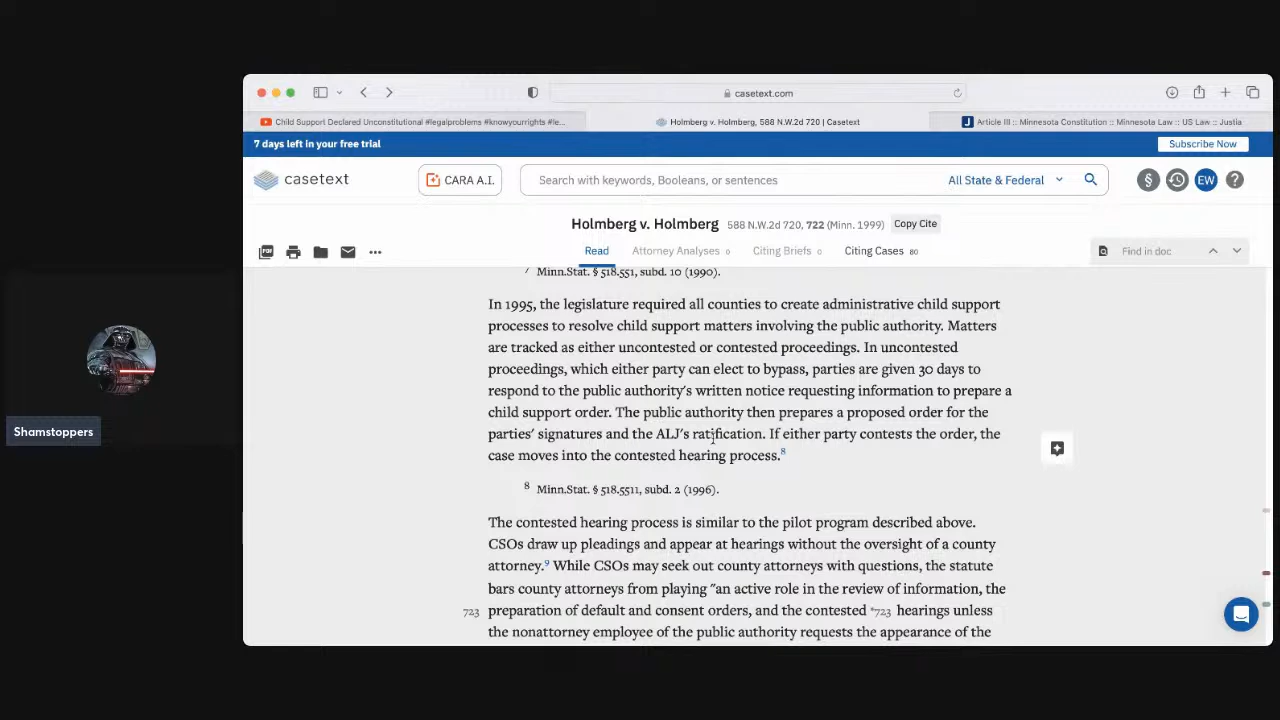 casetext.com
Child Support Declared Unconstitutional #legalproblems #knowyourrights #le...
Holmberg v. Holmberg, 588 N.W.2d 720 | Casetext
J
Article III :: Minnesota Constitution :: Minnesota Law :: US Law :: Justia
7 days left in your free trial
Subscribe Now
casetext
CARA A.I.
Search with keywords, Booleans, or sentences
All State & Federal
§
EW
?
Holmberg v. Holmberg 588 N.W.2d 720, 722 (Minn. 1999) Copy Cite
PDF
Read
Attorney Analyses 0
Citing Briefs 0
Citing Cases 80
Find in doc
7 Minn.Stat. § 518.551, subd. 10 (1990).
In 1995, the legislature required all counties to create administrative child support
processes to resolve child support matters involving the public authority. Matters
are tracked as either uncontested or contested proceedings. In uncontested
proceedings, which either party can elect to bypass, parties are given 30 days to
respond to the public authority's written notice requesting information to prepare a
child support order. The public authority then prepares a proposed order for the
parties' signatures and the ALJ's ratification. If either party contests the order, the
case moves into the contested hearing process.8
8 Minn.Stat. § 518.5511, subd. 2 (1996).
The contested hearing process is similar to the pilot program described above.
CSOs draw up pleadings and appear at hearings without the oversight of a county
attorney.9 While CSOs may seek out county attorneys with questions, the statute
bars county attorneys from playing "an active role in the review of information, the
723 preparation of default and consent orders, and the contested *723 hearings unless
the nonattorney employee of the public authority requests the appearance of the
Shamstoppers